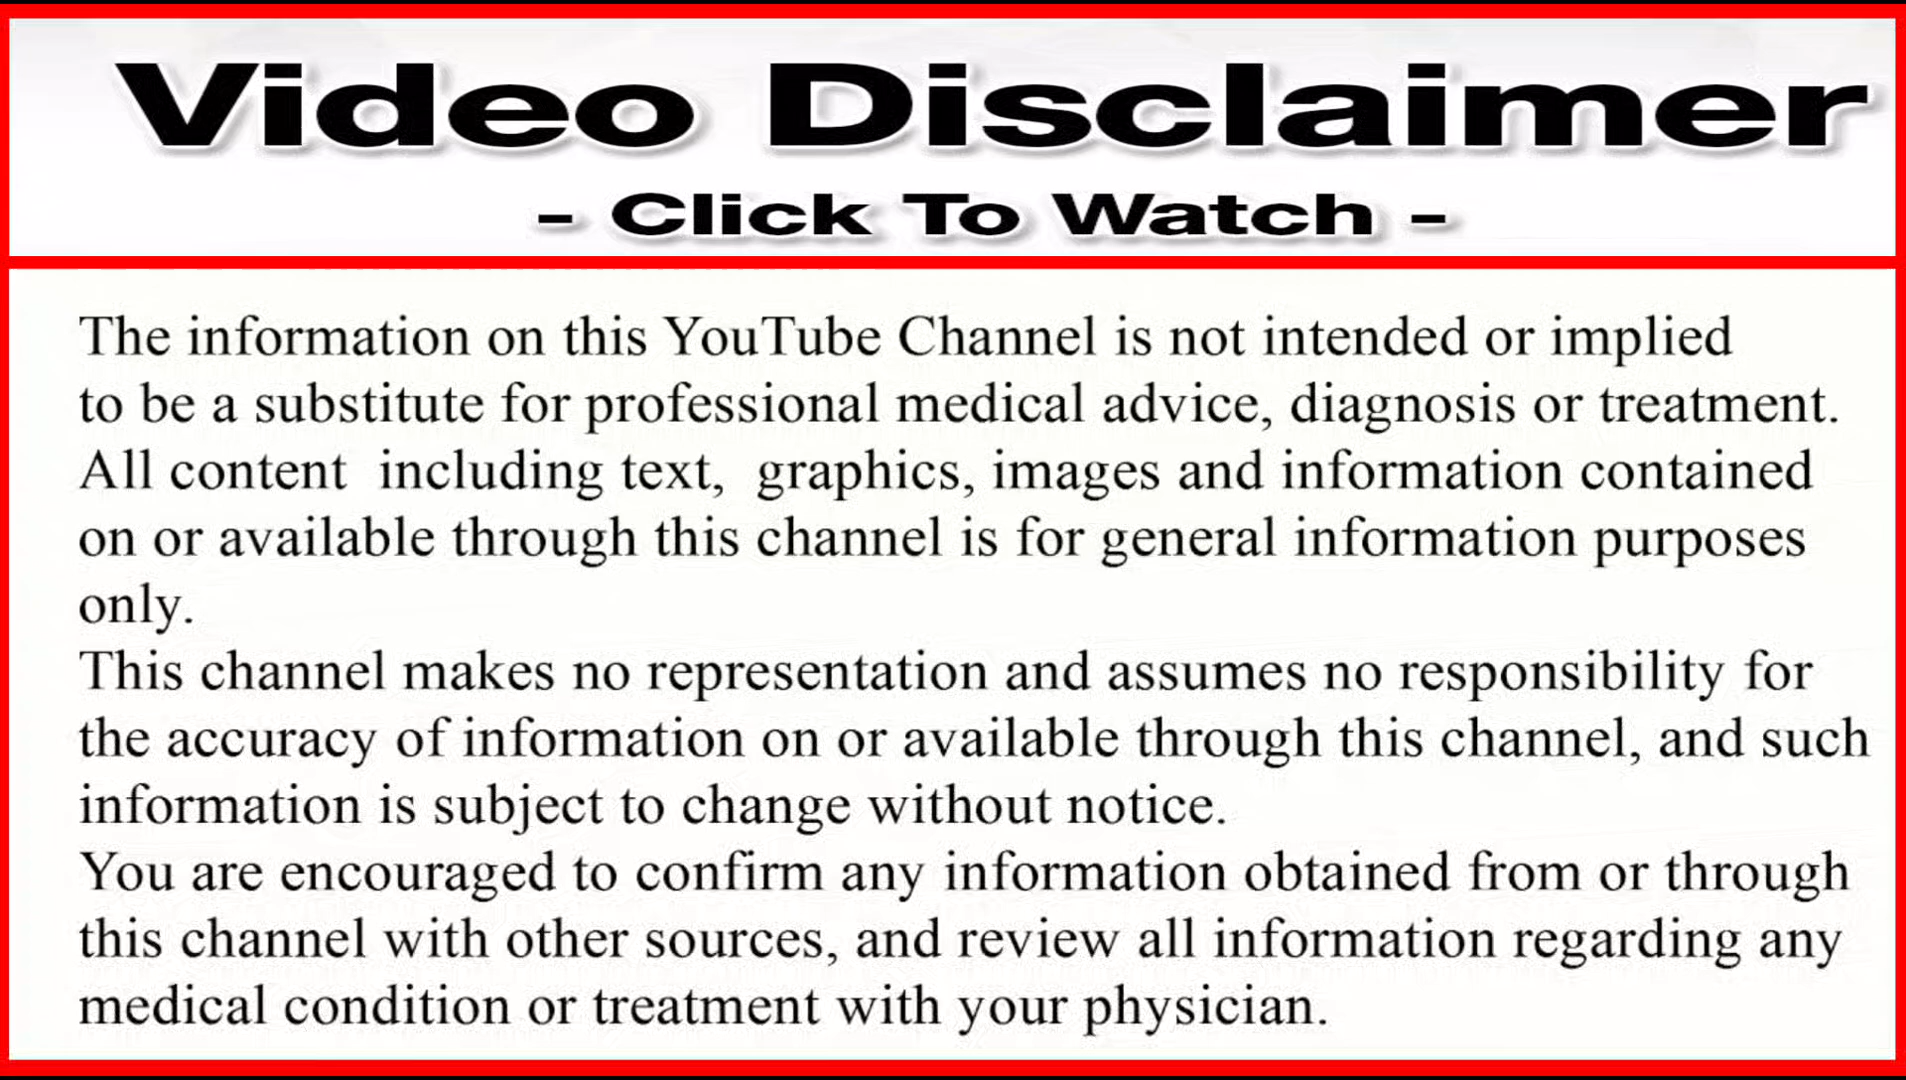 Video Disclaimer
- Click To Watch -
The information on this YouTube Channel is not intended or implied
to be a substitute for professional medical advice, diagnosis or treatment.
All content  including text,  graphics, images and information contained
on or available through this channel is for general information purposes
only.
This channel makes no representation and assumes no responsibility for
the accuracy of information on or available through this channel, and such
information is subject to change without notice.
You are encouraged to confirm any information obtained from or through
this channel with other sources, and review all information regarding any
medical condition or treatment with your physician.